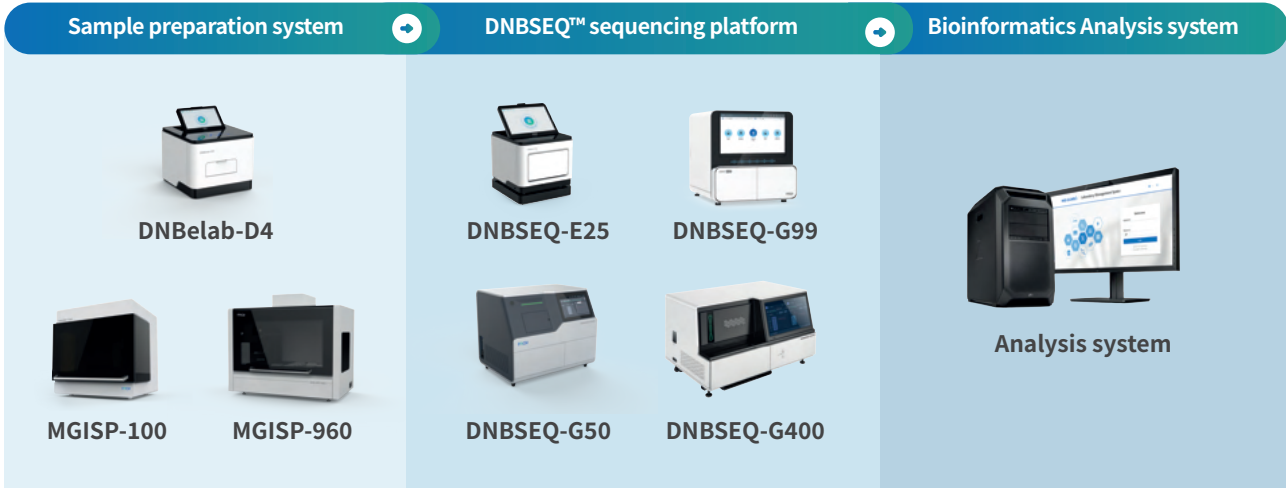 Sample preparation system
DNBSEQ™ sequencing platform
Bioinformatics Analysis system
DNBelab-D4
DNBSEQ-E25
DNBSEQ-G99
MGISP-100
MGISP-960
DNBSEQ-G50
DNBSEQ-G400
Analysis system